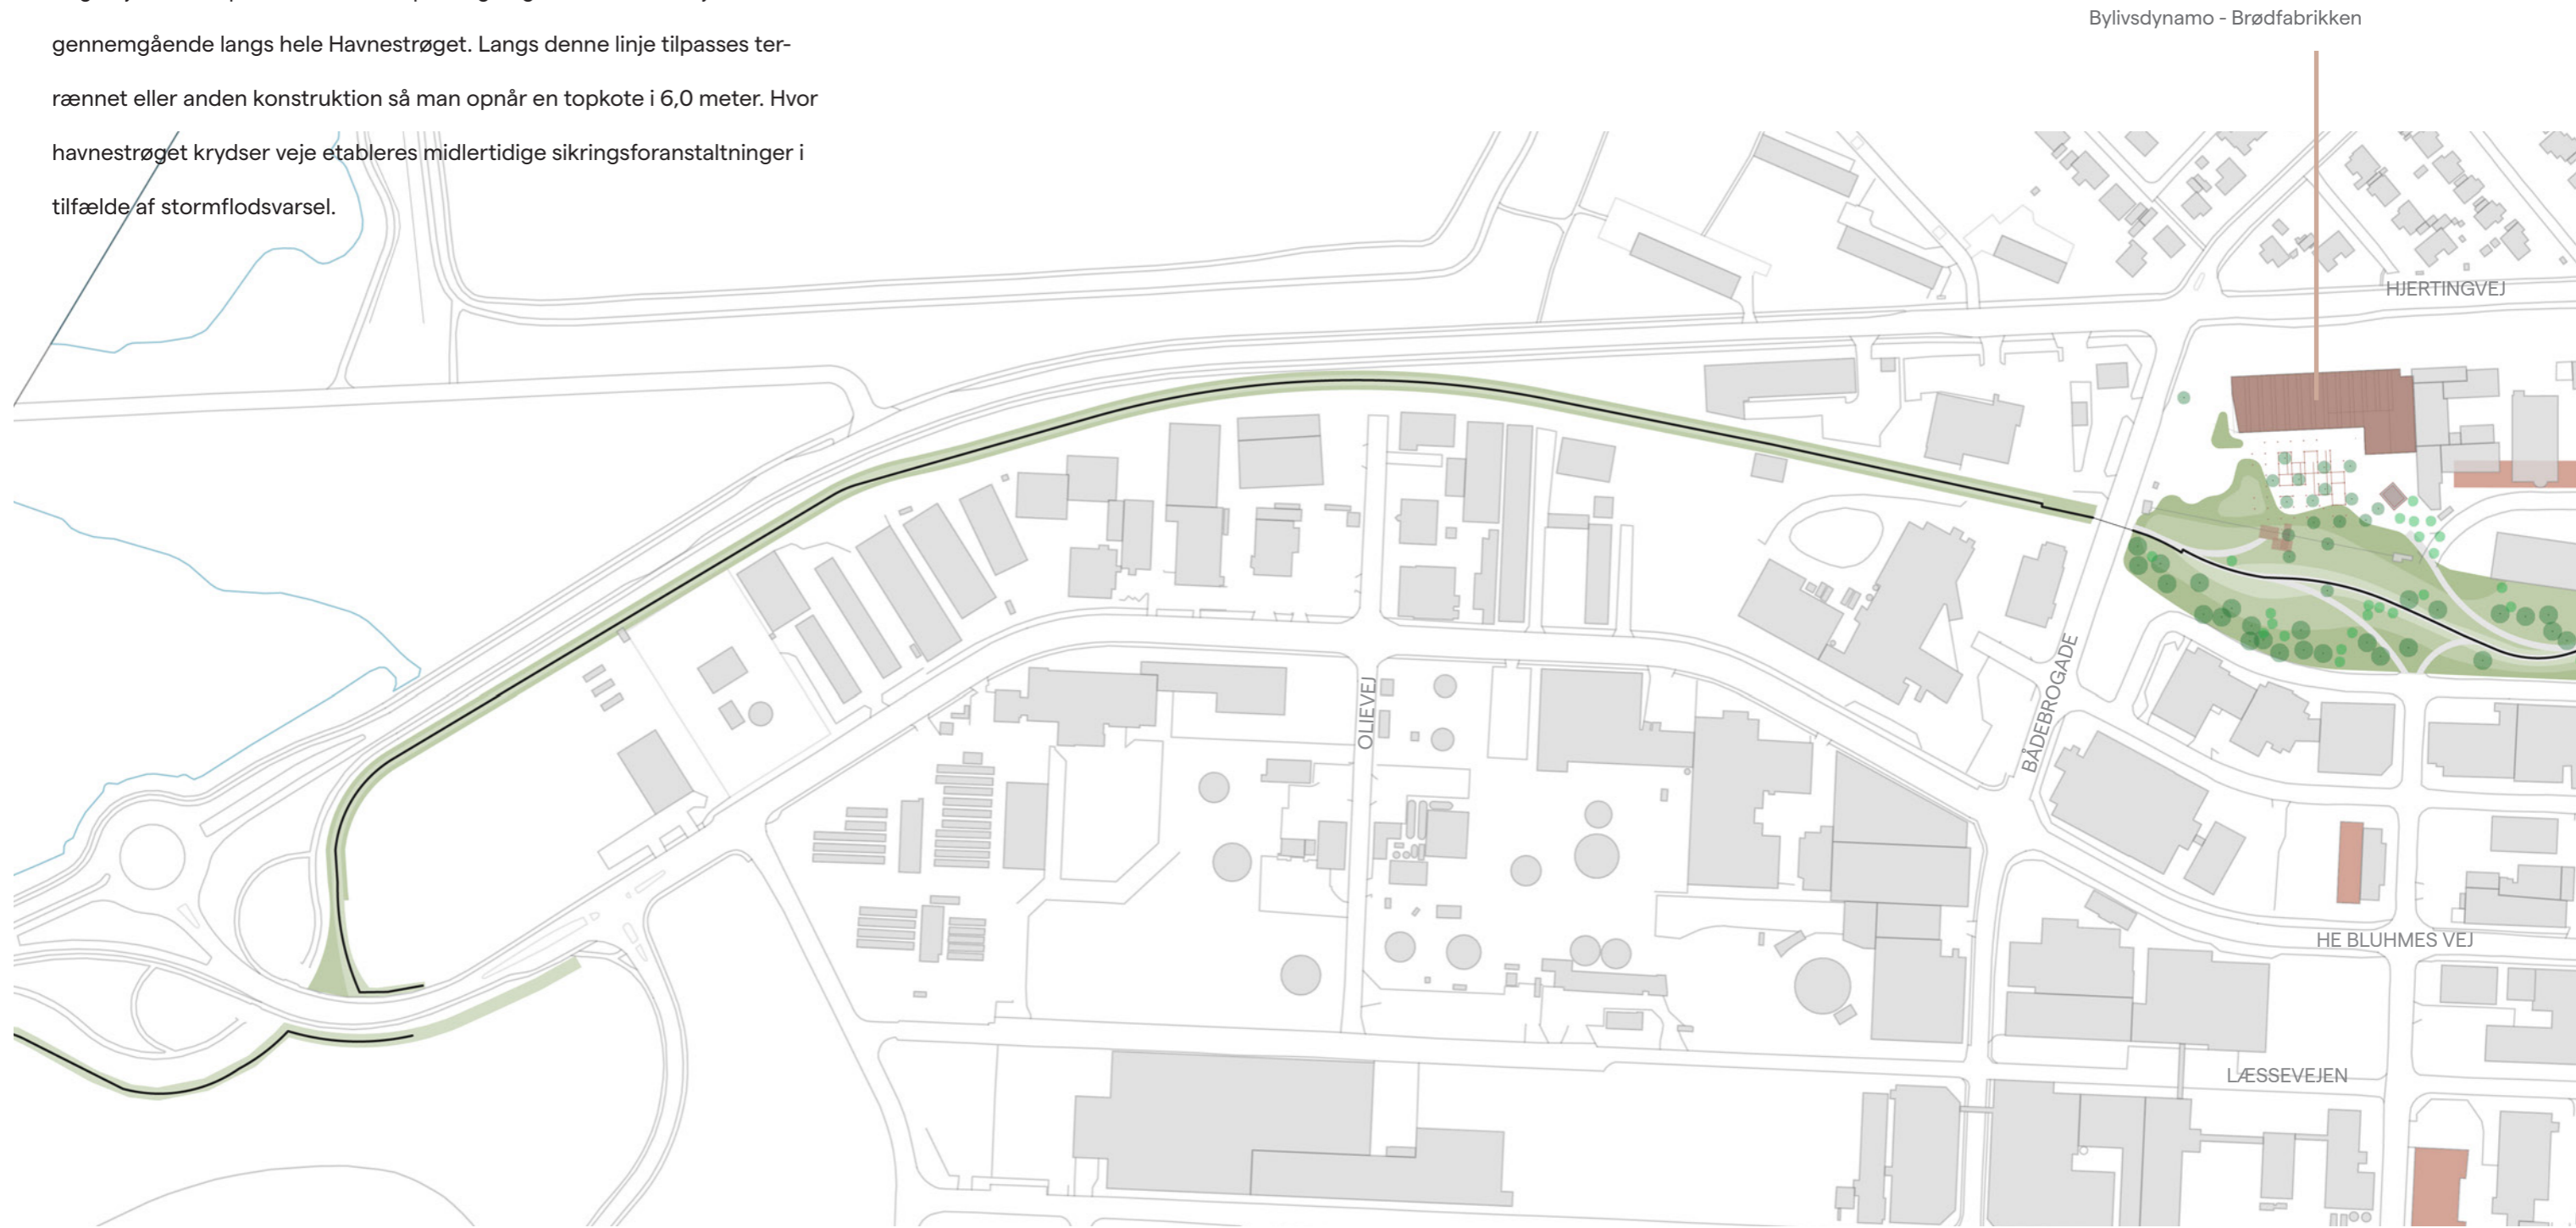 gennemgående langs hele Havnestrøget. Langs denne linje tilpasses ter-
rænnet eller anden konstruktion så man opnår en topkote i 6,0 meter. Hvor
havnestrøget krydser veje etableres midlertidige sikringsforanstaltninger i
tilfælde af stormflodsvarsel.
Bylivsdynamo - Brødfabrikken
HJERTINGVEJ
OLIEVEJ
BÅDEBROGADE
HE BLUHMES VEJ
LÆSSEVEJEN